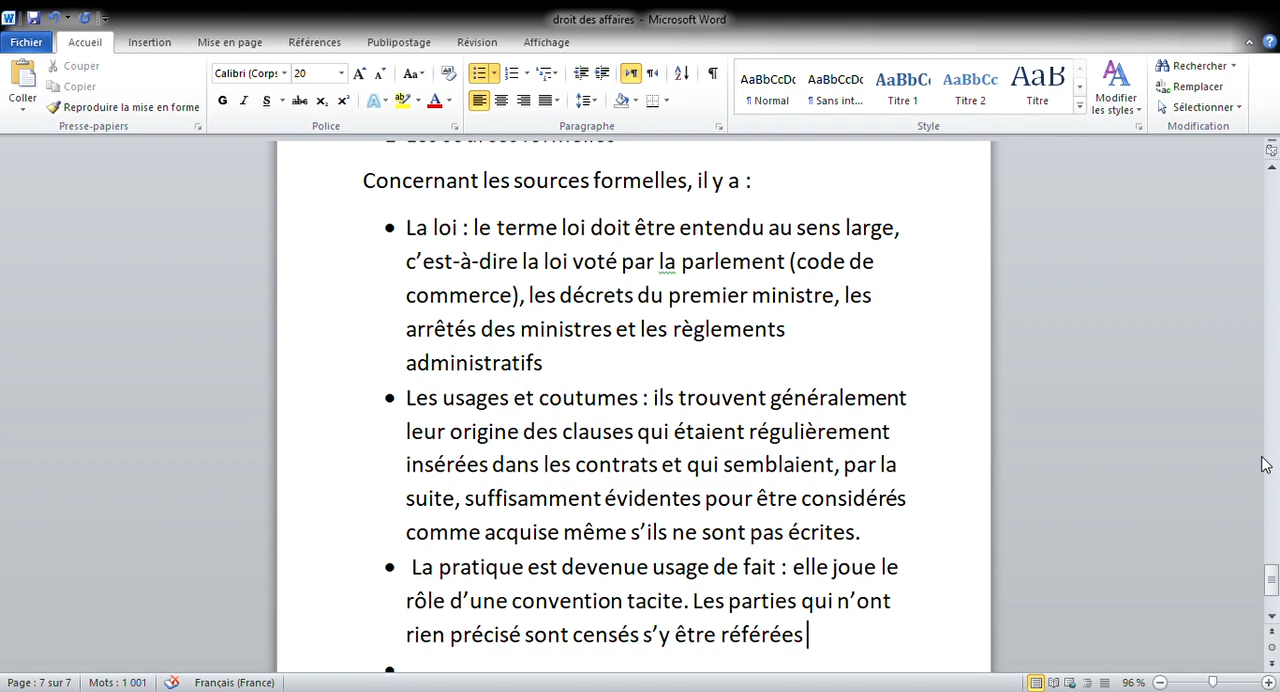 droit des affaires - Microsoft Word
Fichier Accueil Insertion Mise en page Références Publipostage Révision Affichage
Coller
Couper
Copier
Reproduire la mise en forme
Presse-papiers
Calibri (Corps 20
G I S abc x₂ x² A
Police
Paragraphe
AaBbCcDc AaBbCcDc AaBbC AaBbCc AaB
¶ Normal ¶ Sans int... Titre 1 Titre 2 Titre
Style
Modifier
les styles
Rechercher
Remplacer
Sélectionner
Modification
Concernant les sources formelles, il y a :
• La loi : le terme loi doit être entendu au sens large,
c’est-à-dire la loi voté par la parlement (code de
commerce), les décrets du premier ministre, les
arrêtés des ministres et les règlements
administratifs
• Les usages et coutumes : ils trouvent généralement
leur origine des clauses qui étaient régulièrement
insérées dans les contrats et qui semblaient, par la
suite, suffisamment évidentes pour être considérés
comme acquise même s’ils ne sont pas écrites.
• La pratique est devenue usage de fait : elle joue le
rôle d’une convention tacite. Les parties qui n’ont
rien précisé sont censés s’y être référées
Page : 7 sur 7 Mots : 1 001 Français (France) 96 %